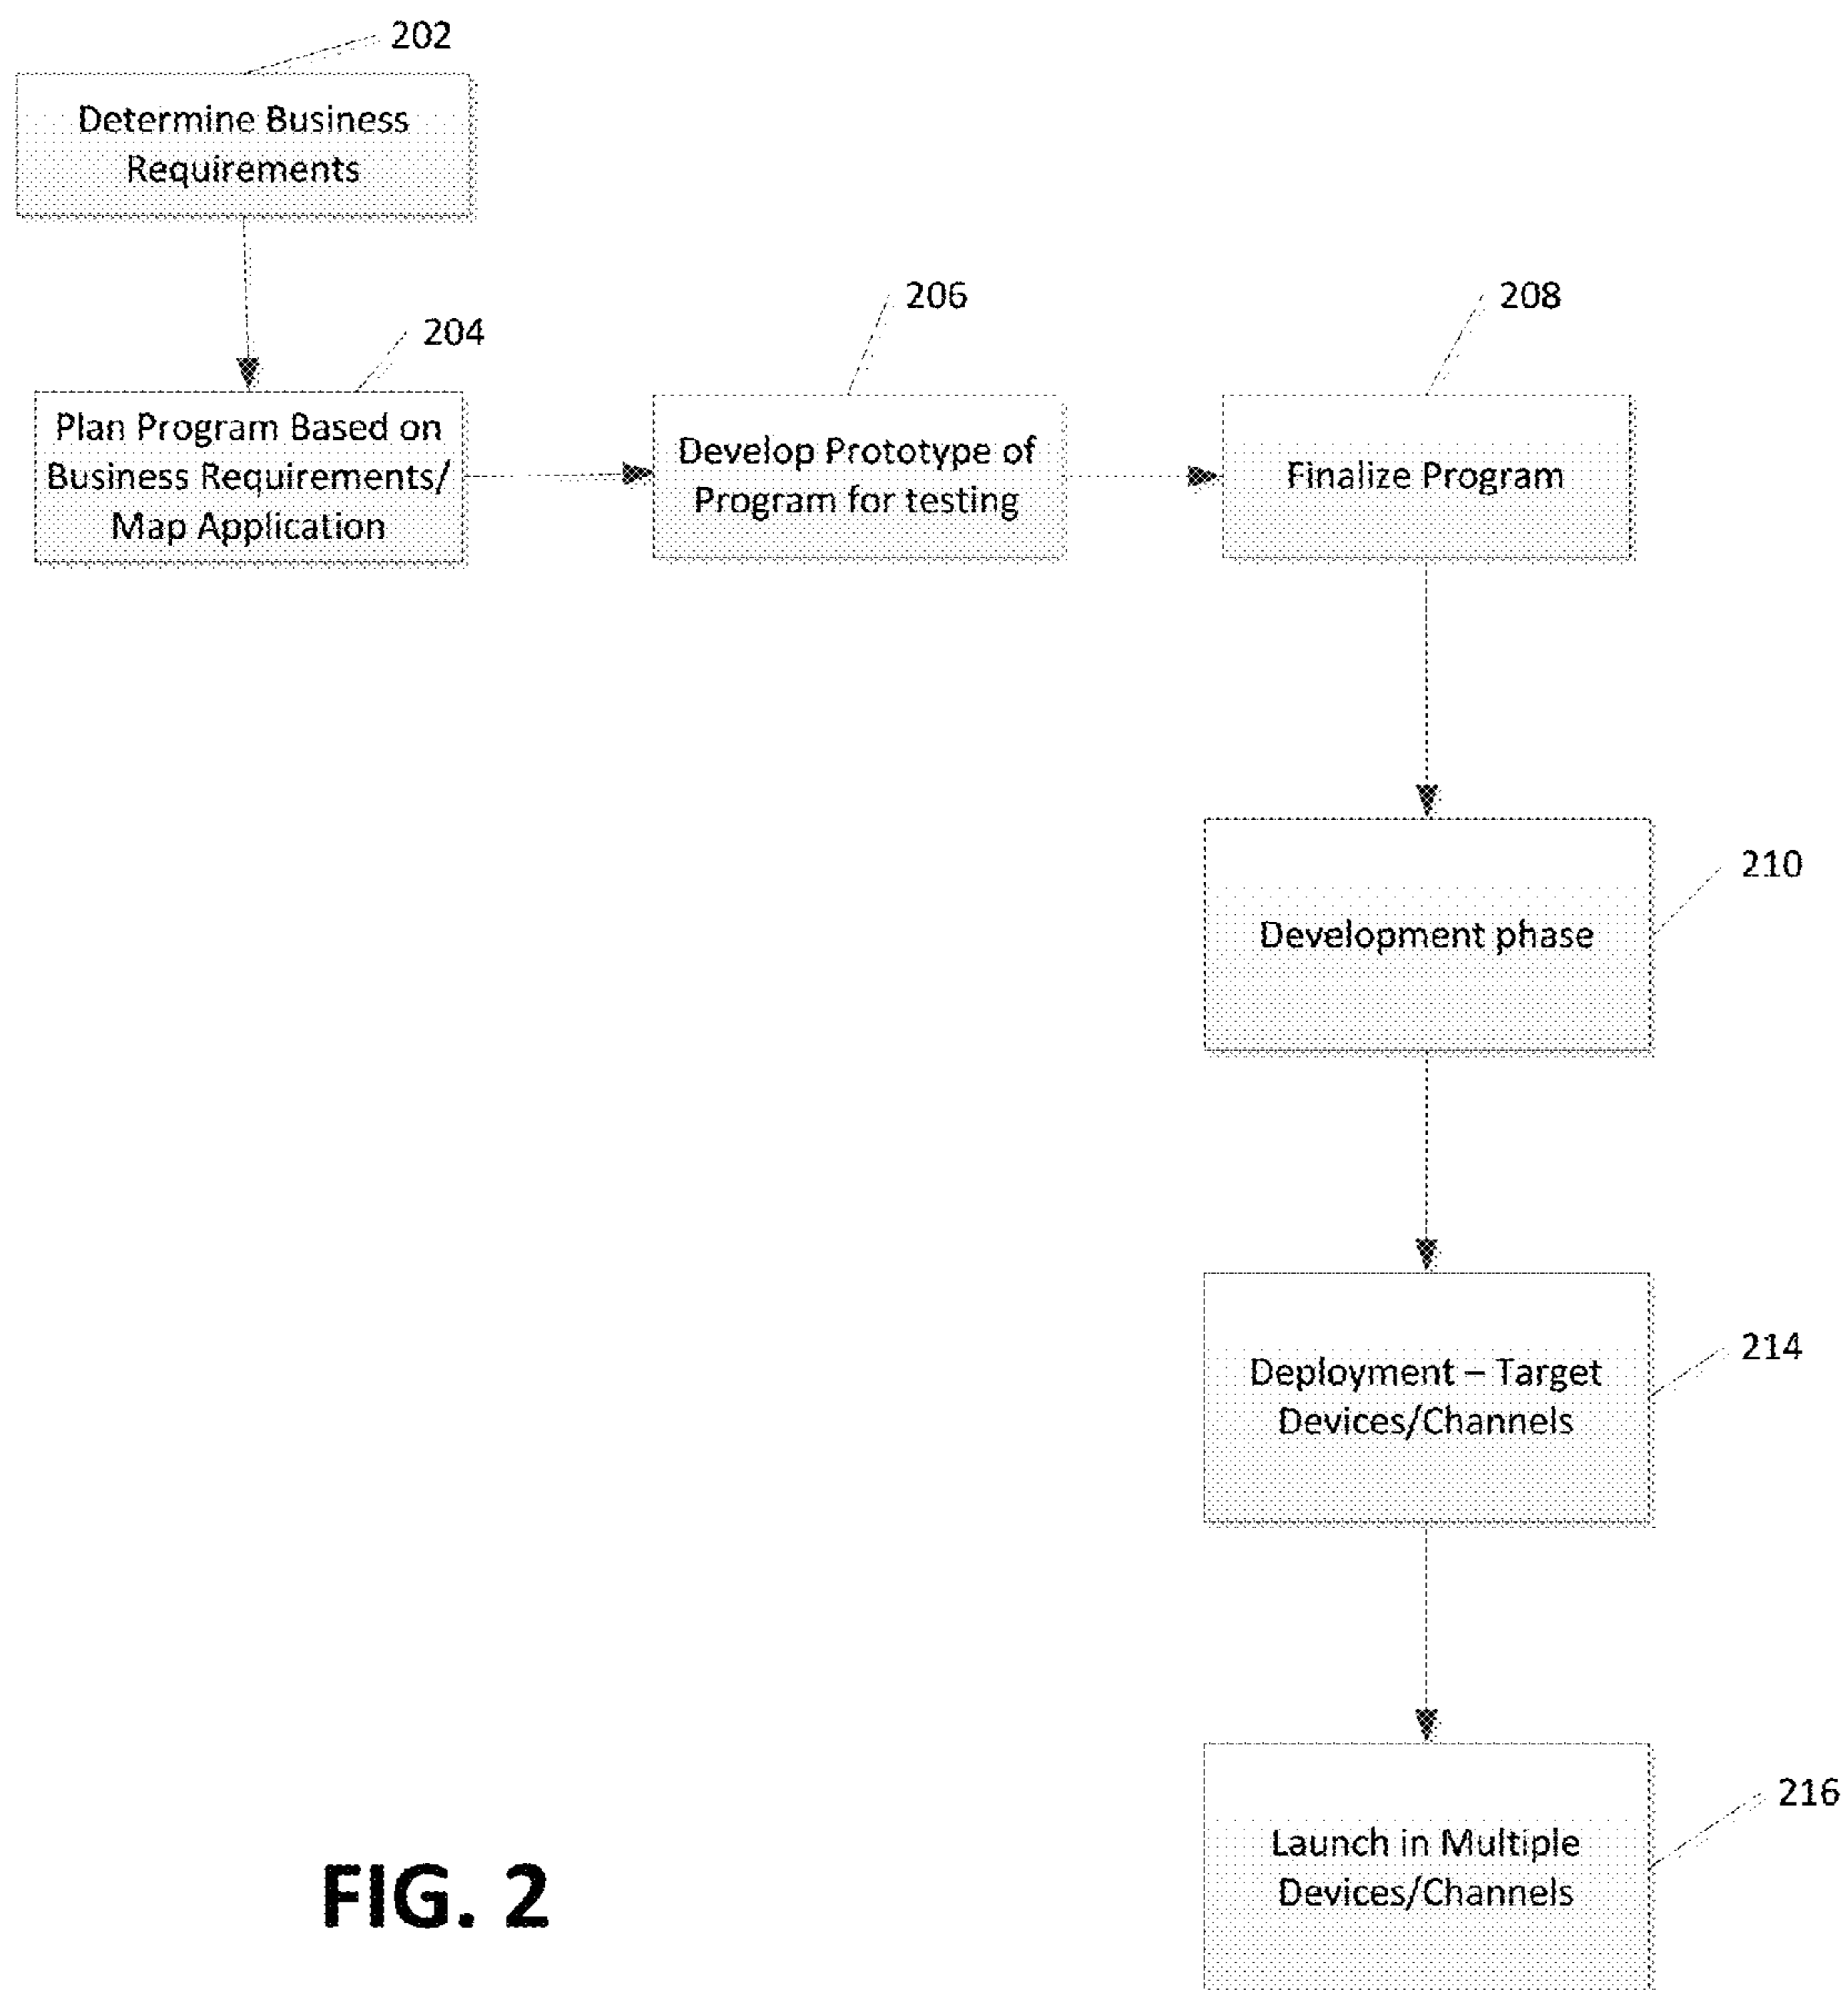 202
Determine Business
Requirements
204
Plan Program Based on
Business Requirements/
Map Application
206
Develop Prototype of
Program for testing
208
Finalize Program
210
Development phase
214
Deployment – Target
Devices/Channels
216
Launch in Multiple
Devices/Channels
FIG. 2